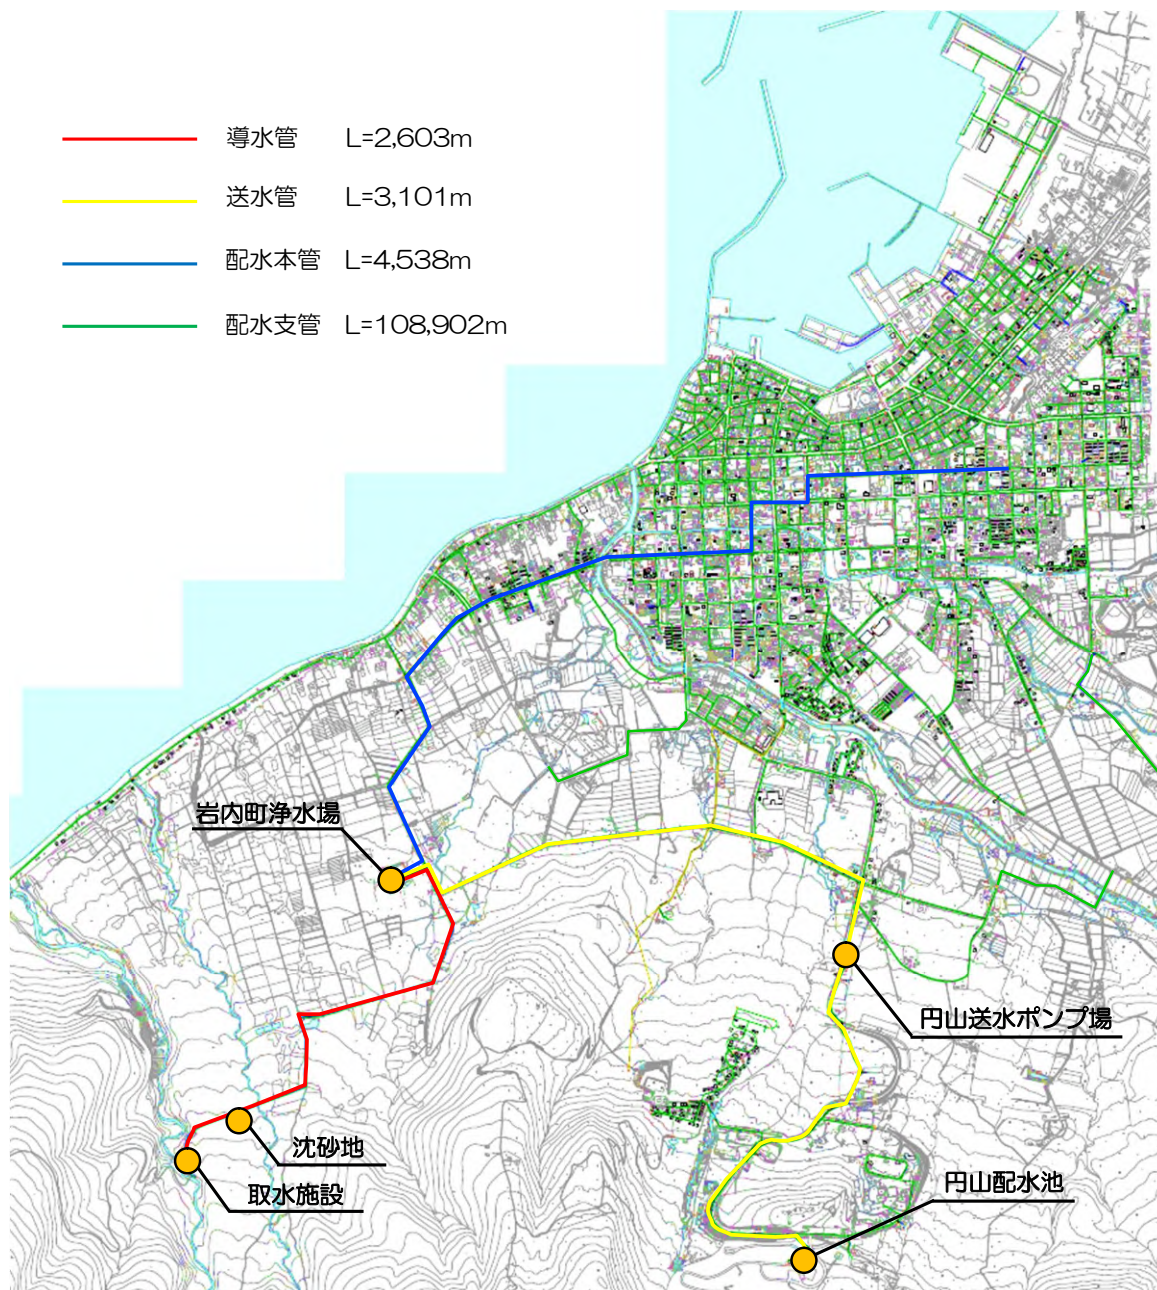 導水管 L=2,603m
送水管 L=3,101m
配水本管 L=4,538m
配水支管 L=108,902m
岩内町浄水場
円山送水ポンプ場
沈砂地
取水施設
円山配水池